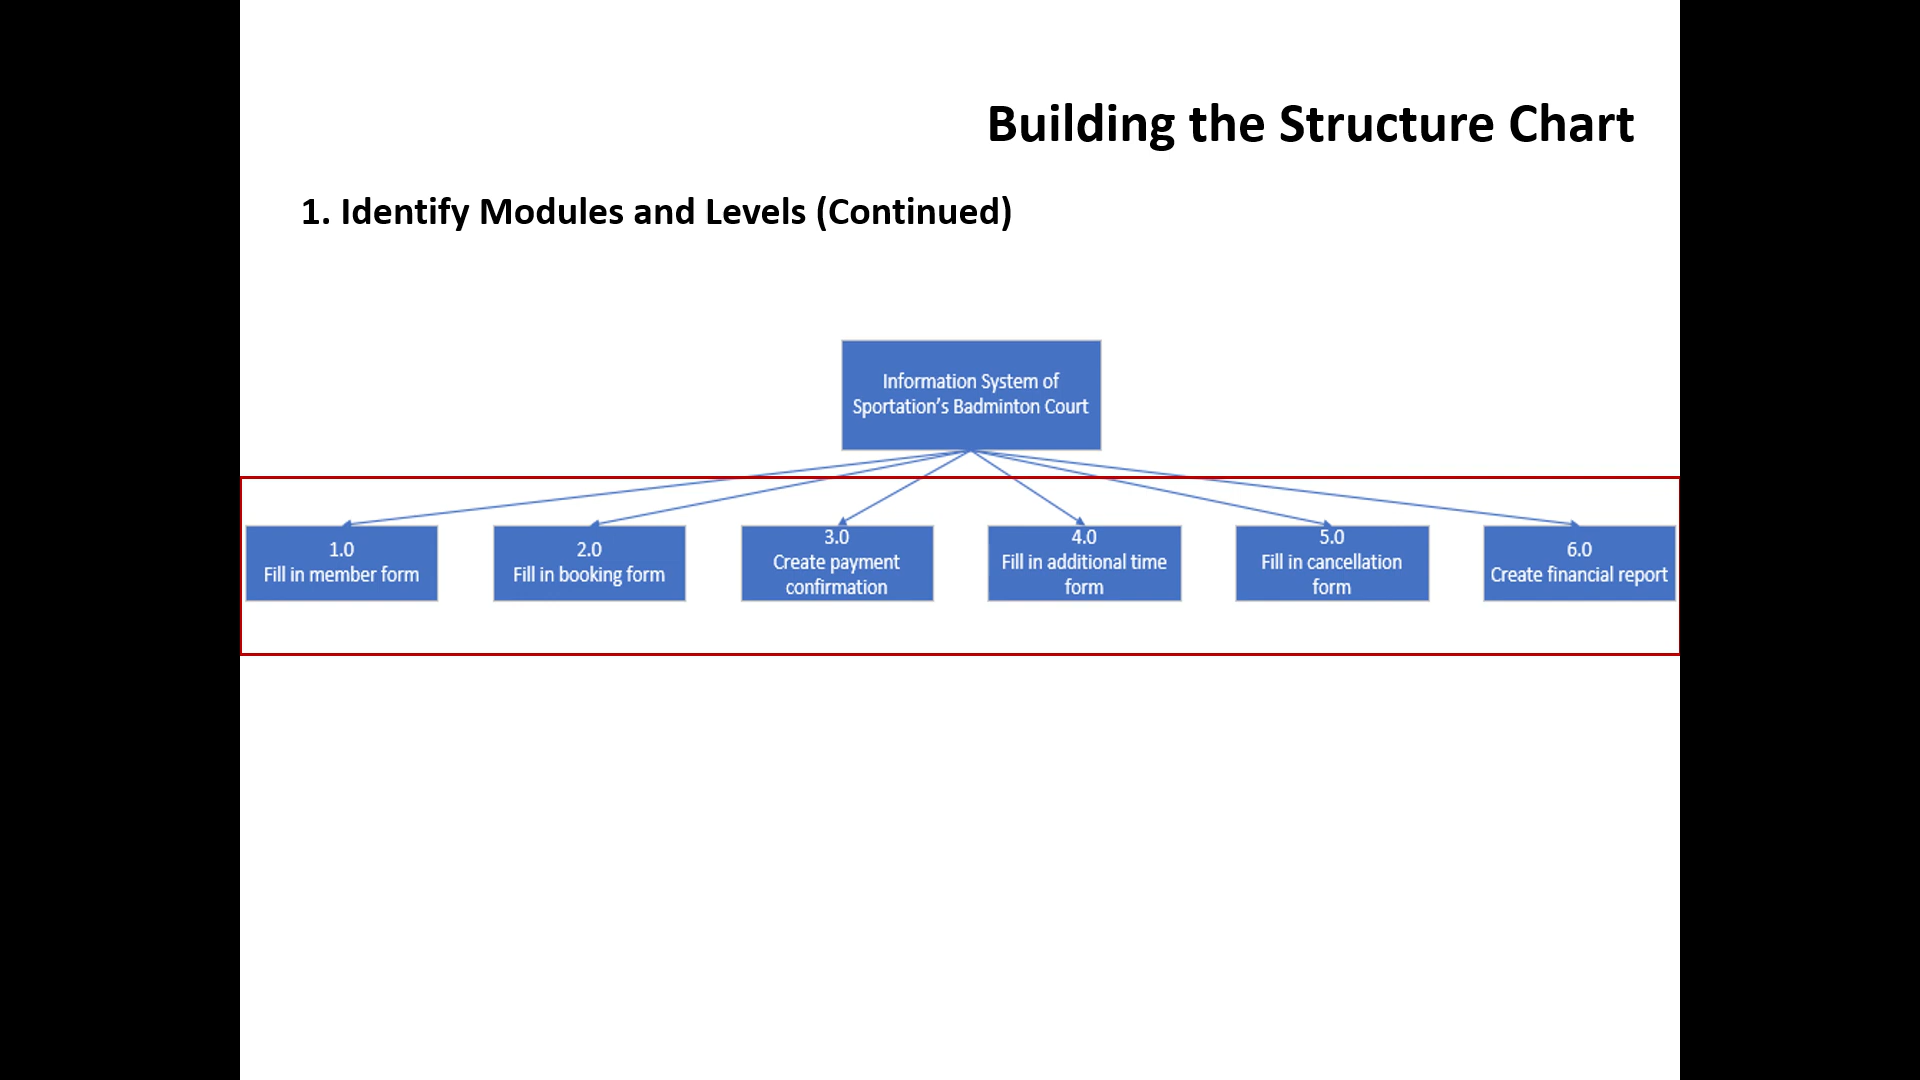 Building the Structure Chart
1. Identify Modules and Levels (Continued)
Information System of
Sportation’s Badminton Court
1.0
Fill in member form
2.0
Fill in booking form
3.0
Create payment
confirmation
4.0
Fill in additional time
form
5.0
Fill in cancellation
form
6.0
Create financial report